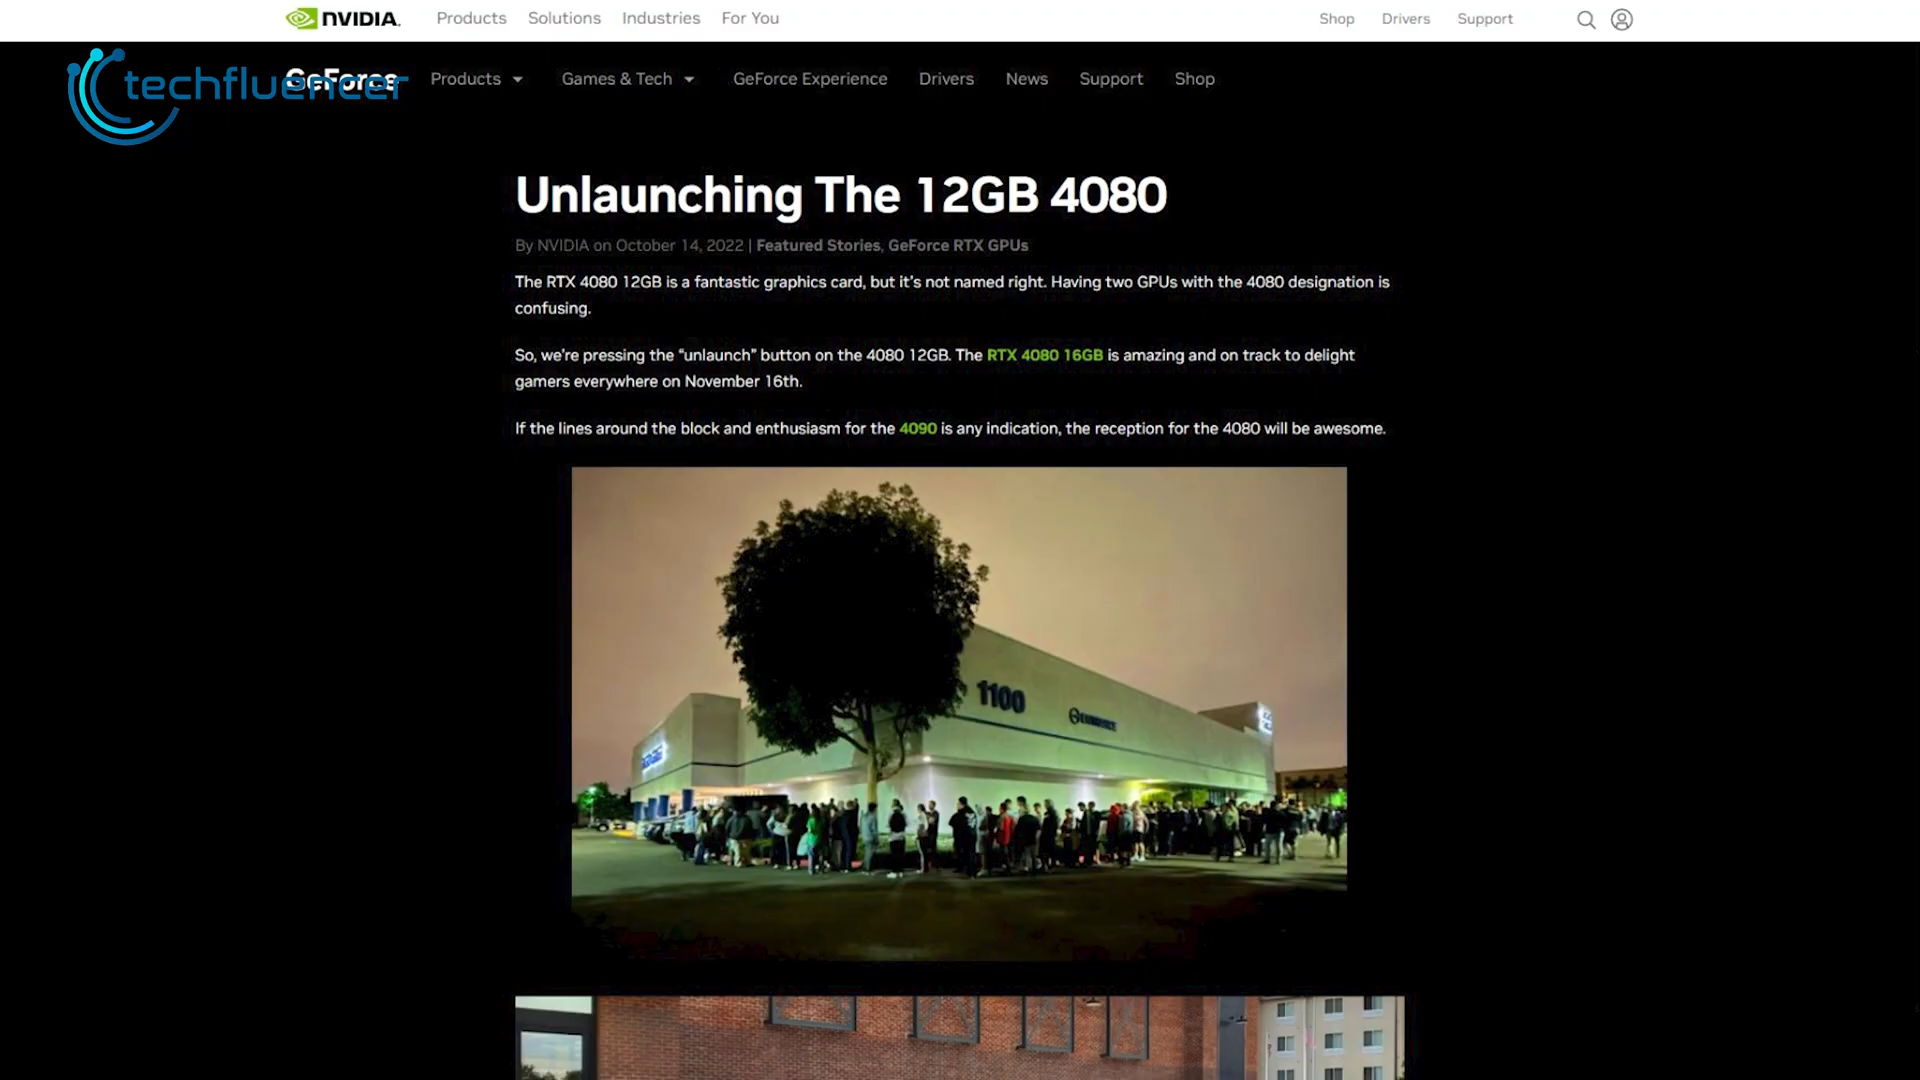 NVIDIA. Products Solutions Industries For You Shop Drivers Support
techfluencer
GeForce Products Games & Tech GeForce Experience Drivers News Support Shop
Unlaunching The 12GB 4080
By NVIDIA on October 14, 2022 | Featured Stories, GeForce RTX GPUs
The RTX 4080 12GB is a fantastic graphics card, but it’s not named right. Having two GPUs with the 4080 designation is
confusing.
So, we’re pressing the “unlaunch” button on the 4080 12GB. The RTX 4080 16GB is amazing and on track to delight
gamers everywhere on November 16th.
If the lines around the block and enthusiasm for the 4090 is any indication, the reception for the 4080 will be awesome.
1100